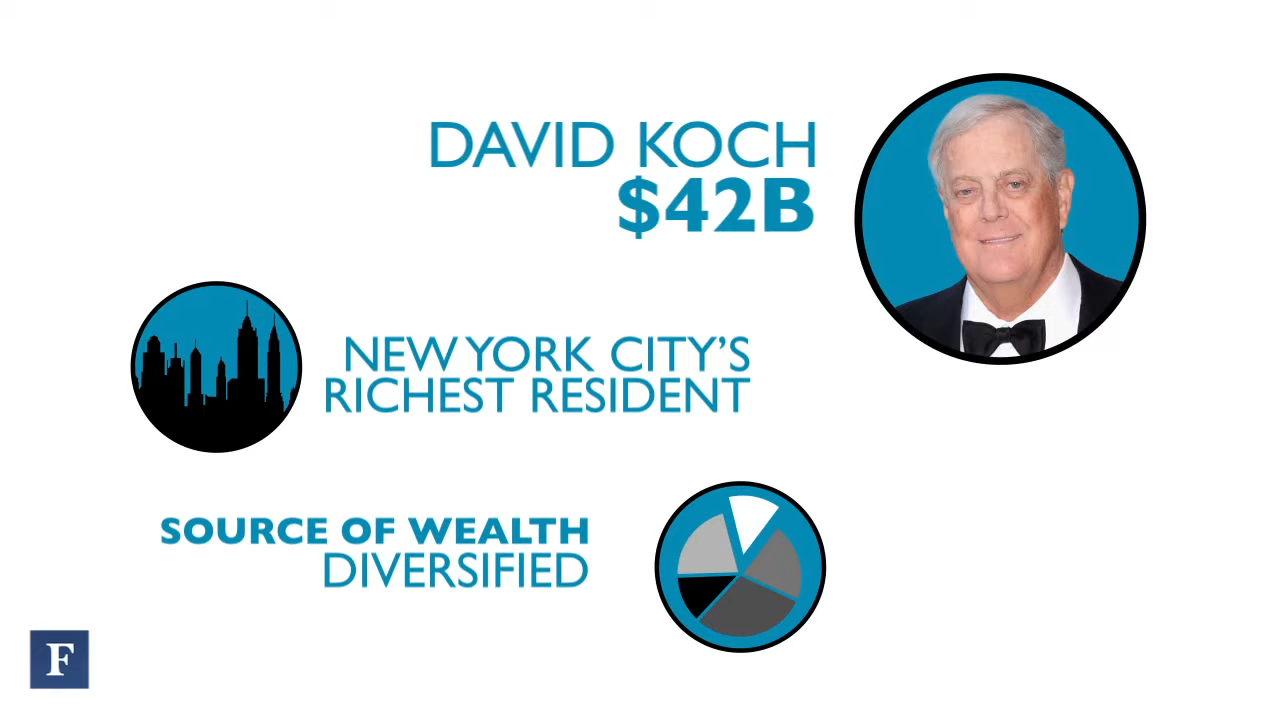 DAVID KOCH
$42B
NEW YORK CITY'S
RICHEST RESIDENT
SOURCE OF WEALTH
DIVERSIFIED
F